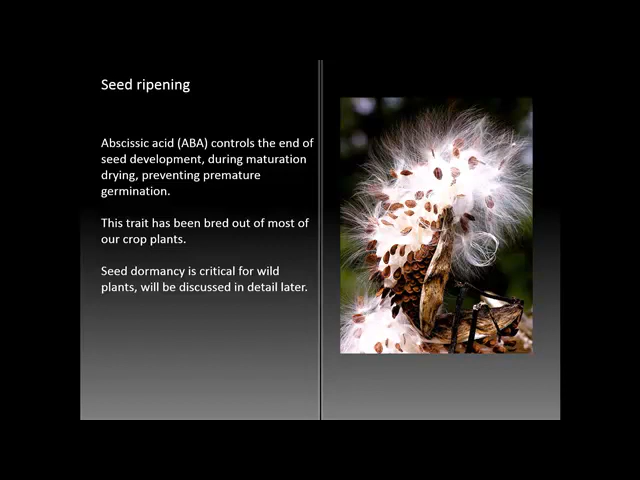 Seed ripening
Abscissic acid (ABA) controls the end of
seed development, during maturation
drying, preventing premature
germination.
This trait has been bred out of most of
our crop plants.
Seed dormancy is critical for wild
plants, will be discussed in detail later.